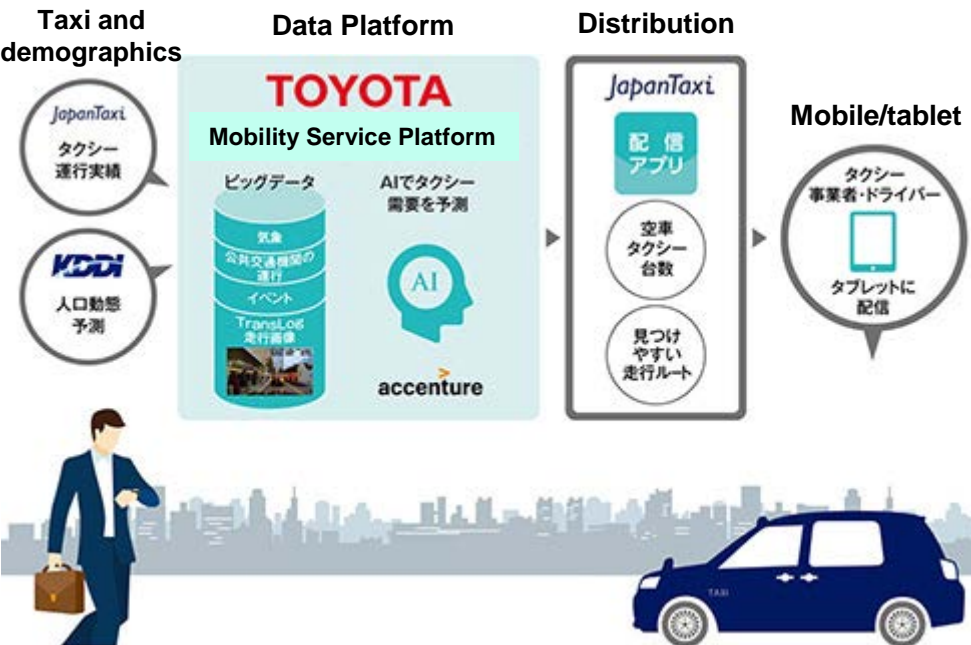 Taxi and
demographics
Data Platform
Distribution
Mobile/tablet
JapanTaxi
タクシー
運行実績
KDDI
人口動態
予測
TOYOTA
Mobility Service Platform
ビッグデータ
気象
公共交通機関の
運行
イベント
TransLog
走行画像
AIでタクシー
需要を予測
AI
accenture
JapanTaxi
配信
アプリ
空車
タクシー
台数
見つけ
やすい
走行ルート
タクシー
事業者・ドライバー
タブレットに
配信
TAXI